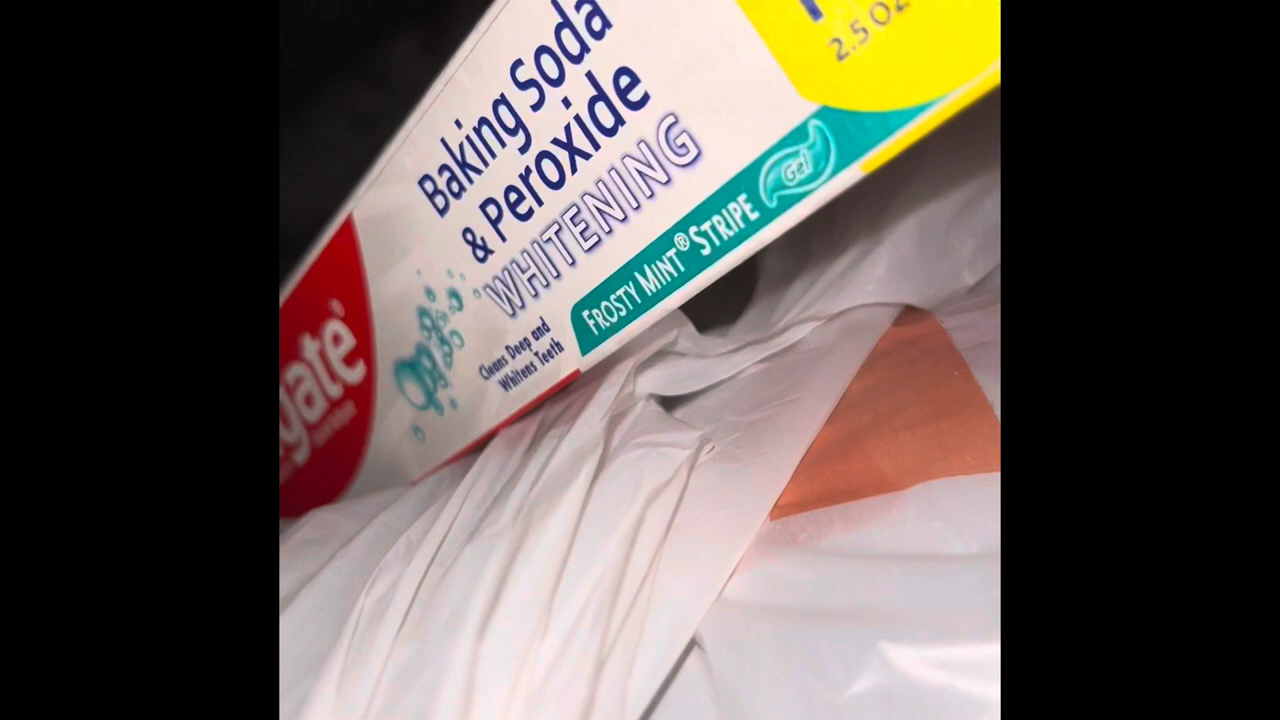 2.5 OZ
Baking Soda
& Peroxide
WHITENING
FROSTY MINT® STRIPE
Gel
Cleans Deep and
Whitens Teeth
gate